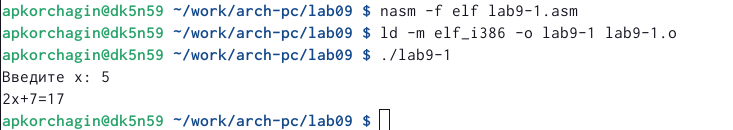 apkorchagin@dk5n59 ~/work/arch-pc/lab09 $ nasm -f elf lab9-1.asm
apkorchagin@dk5n59 ~/work/arch-pc/lab09 $ ld -m elf_i386 -o lab9-1 lab9-1.o
apkorchagin@dk5n59 ~/work/arch-pc/lab09 $ ./lab9-1
Введите x: 5
2x+7=17
apkorchagin@dk5n59 ~/work/arch-pc/lab09 $